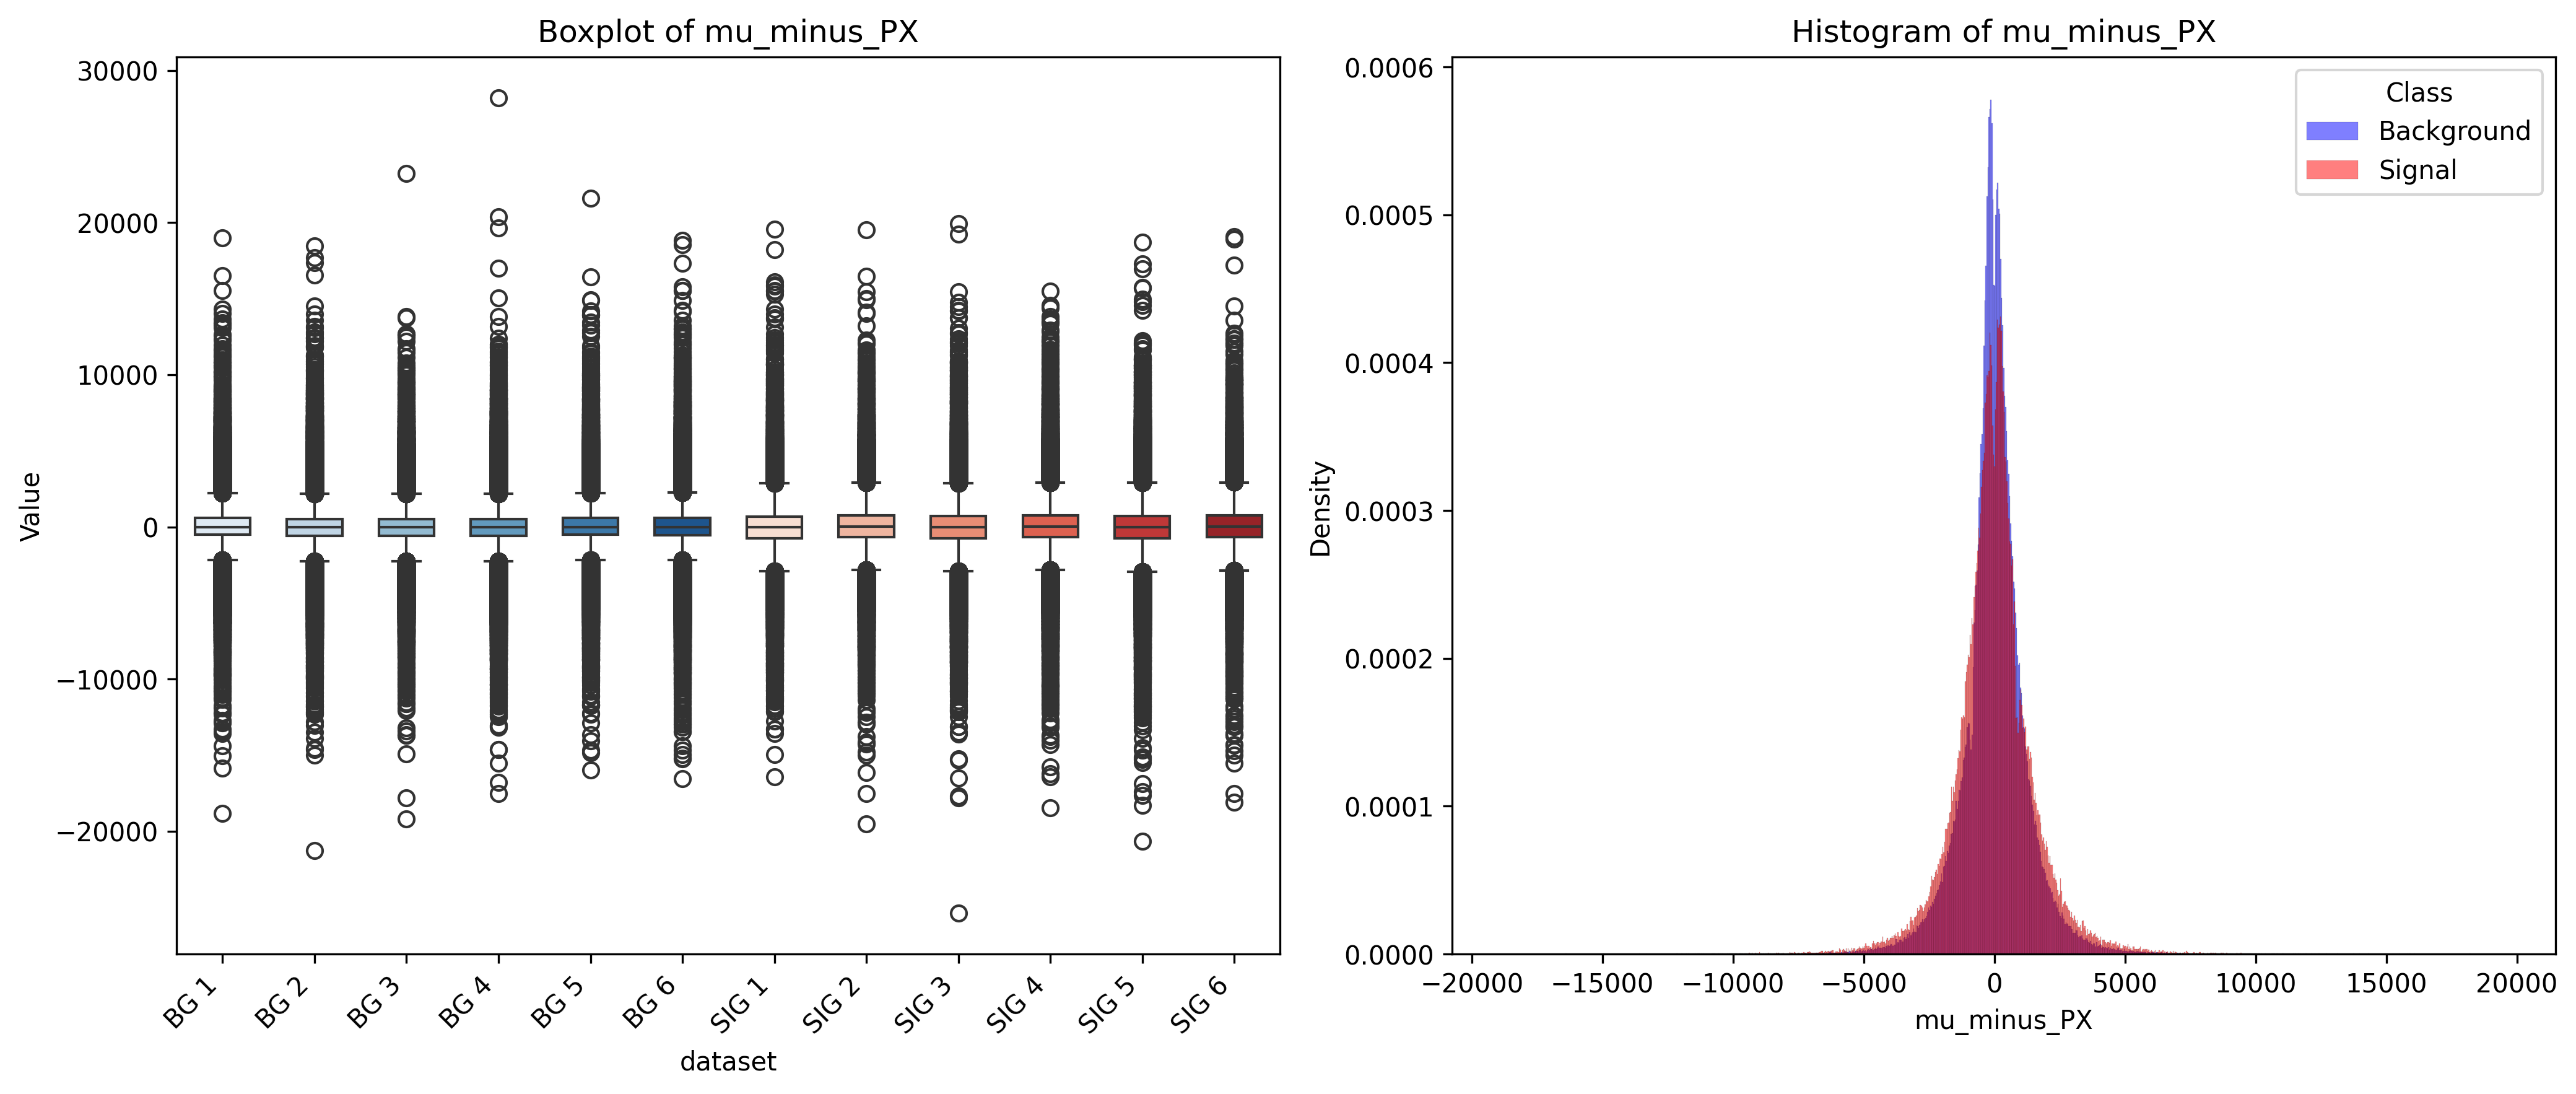 Boxplot of mu_minus_PX
Value
30000
20000
10000
0
−10000
−20000
BG 1
BG 2
BG 3
BG 4
BG 5
BG 6
SIG 1
SIG 2
SIG 3
SIG 4
SIG 5
SIG 6
dataset
Histogram of mu_minus_PX
Density
0.0006
0.0005
0.0004
0.0003
0.0002
0.0001
0.0000
−20000
−15000
−10000
−5000
0
5000
10000
15000
20000
mu_minus_PX
Class
Background
Signal